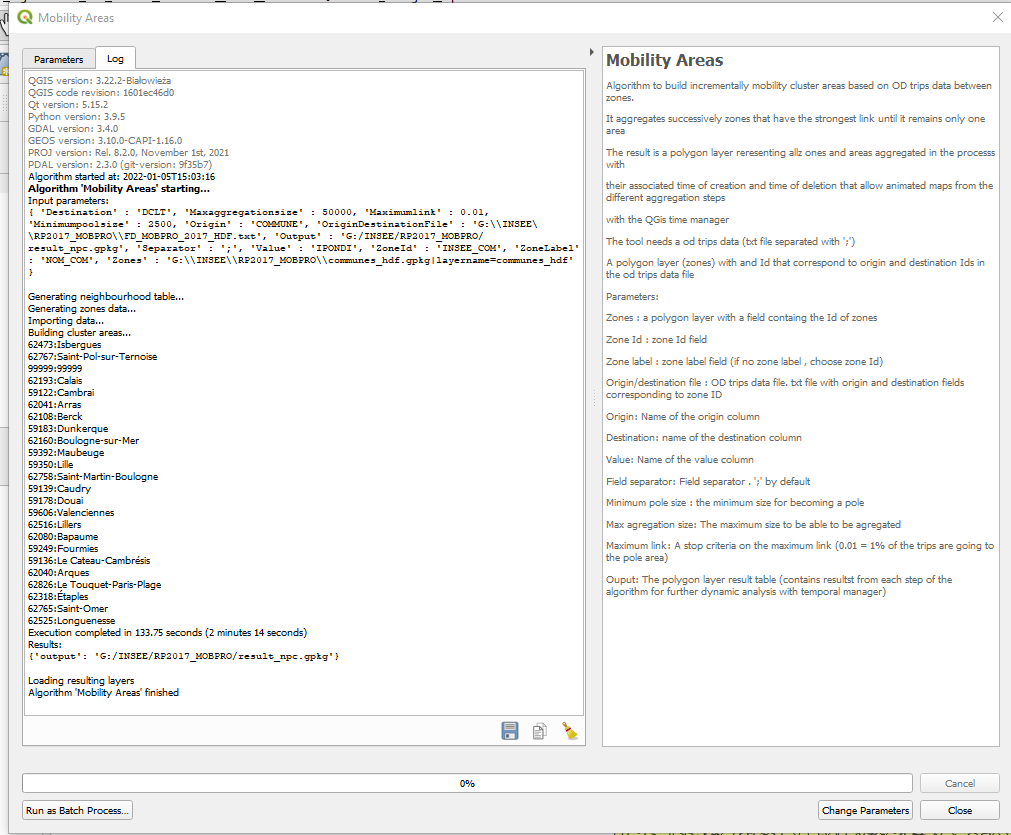 Mobility Areas
Parameters
Log
QGIS version: 3.22.2-Białowieża
QGIS code revision: 1601ec46d0
Qt version: 5.15.2
Python version: 3.9.5
GDAL version: 3.4.0
GEOS version: 3.10.0-CAPI-1.16.0
PROJ version: Rel. 8.2.0, November 1st, 2021
PDAL version: 2.3.0 (git-version: 9f35b7)
Algorithm started at: 2022-01-05T15:03:16
Algorithm 'Mobility Areas' starting...
Input parameters:
{ 'Destination' : 'DCLT', 'Maxaggregationsize' : 50000, 'Maximumlink' : 0.01,
'Minimumpoolsize' : 2500, 'Origin' : 'COMMUNE', 'OriginDestinationFile' : 'G:\\INSEE\
\RP2017_MOBPRO\\FD_MOBPRO_2017_HDF.txt', 'Output' : 'G:/INSEE/RP2017_MOBPRO/
result_npc.gpkg', 'Separator' : ';', 'Value' : 'IPONDI', 'ZoneId' : 'INSEE_COM', 'ZoneLabel'
: 'NOM_COM', 'Zones' : 'G:\\INSEE\\RP2017_MOBPRO\\communes_hdf.gpkg|layername=communes_hdf'
}
Generating neighbourhood table...
Generating zones data...
Importing data...
Building cluster areas...
62473:Isbergues
62767:Saint-Pol-sur-Ternoise
99999:99999
62193:Calais
59122:Cambrai
62041:Arras
62108:Berck
59183:Dunkerque
62160:Boulogne-sur-Mer
59392:Maubeuge
59350:Lille
62758:Saint-Martin-Boulogne
59139:Caudry
59178:Douai
59606:Valenciennes
62516:Lillers
62080:Bapaume
59249:Fourmies
59136:Le Cateau-Cambrésis
62040:Arques
62826:Le Touquet-Paris-Plage
62318:Étaples
62765:Saint-Omer
62525:Longuenesse
Execution completed in 133.75 seconds (2 minutes 14 seconds)
Results:
{'output': 'G:/INSEE/RP2017_MOBPRO/result_npc.gpkg'}
Loading resulting layers
Algorithm 'Mobility Areas' finished
Mobility Areas
Algorithm to build incrementally mobility cluster areas based on OD trips data between
zones.
It aggregates successively zones that have the strongest link until it remains only one
area
The result is a polygon layer reresenting allz ones and areas aggregated in the processs
with
their associated time of creation and time of deletion that allow animated maps from the
different aggregation steps
with the QGis time manager
The tool needs a od trips data (txt file separated with ';')
A polygon layer (zones) with and Id that correspond to origin and destination Ids in
the od trips data file
Parameters:
Zones : a polygon layer with a field containg the Id of zones
Zone Id : zone Id field
Zone label : zone label field (if no zone label , choose zone Id)
Origin/destination file : OD trips data file. txt file with origin and destination fields
corresponding to zone ID
Origin: Name of the origin column
Destination: name of the destination column
Value: Name of the value column
Field separator: Field separator . ';' by default
Minimum pole size : the minimum size for becoming a pole
Max agregation size: The maximum size to be able to be agregated
Maximum link: A stop criteria on the maximum link (0.01 = 1% of the trips are going to
the pole area)
Ouput: The polygon layer result table (contains resultst from each step of the
algorithm for further dynamic analysis with temporal manager)
0%
Cancel
Run as Batch Process...
Change Parameters
Close